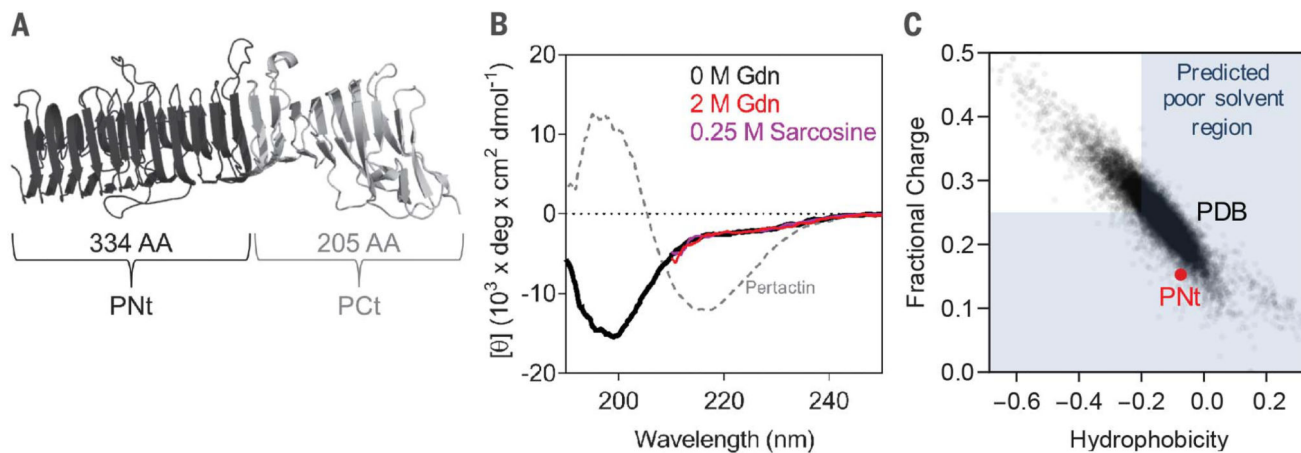 A
334 AA
205 AA
PNt
PCt
B
20
10
0
-10
-20
[θ] (10³ x deg x cm² dmol⁻¹)
0 M Gdn
2 M Gdn
0.25 M Sarcosine
Pertactin
200
220
240
Wavelength (nm)
C
0.5
0.4
0.3
0.2
0.1
0.0
Fractional Charge
Predicted
poor solvent
region
PDB
PNt
−0.6
−0.4
−0.2
0.0
0.2
Hydrophobicity